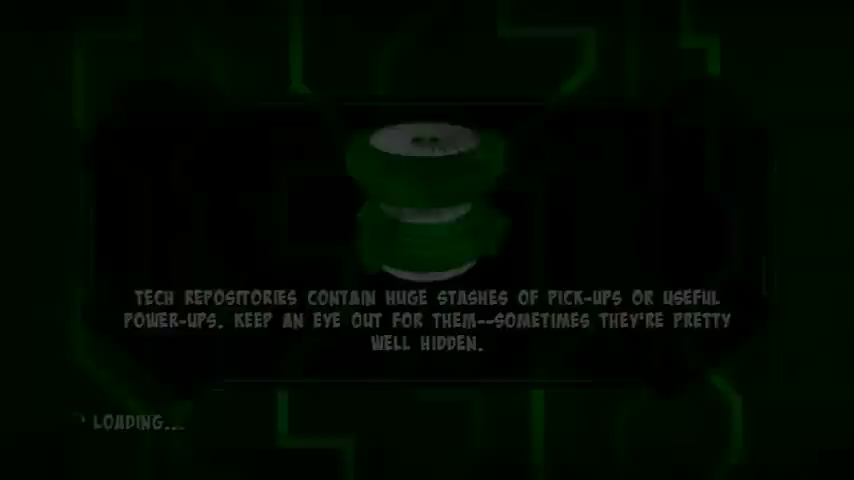 TECH REPOSITORIES CONTAIN HUGE STASHES OF PICK-UPS OR USEFUL
POWER-UPS. KEEP AN EYE OUT FOR THEM--SOMETIMES THEY'RE PRETTY
WELL HIDDEN.
LOADING...